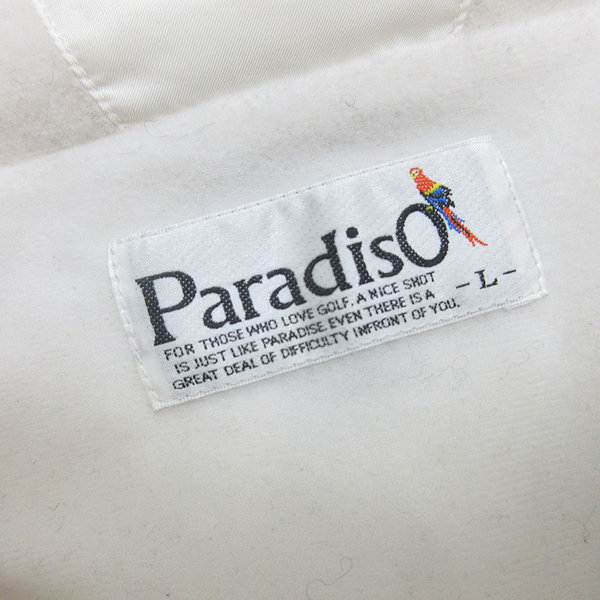 ParadisO
- L -
FOR THOSE WHO LOVE GOLF. A NICE SHOT
IS JUST LIKE PARADISE EVEN THERE IS A
GREAT DEAL OF DIFFICULTY INFRONT OF YOU.